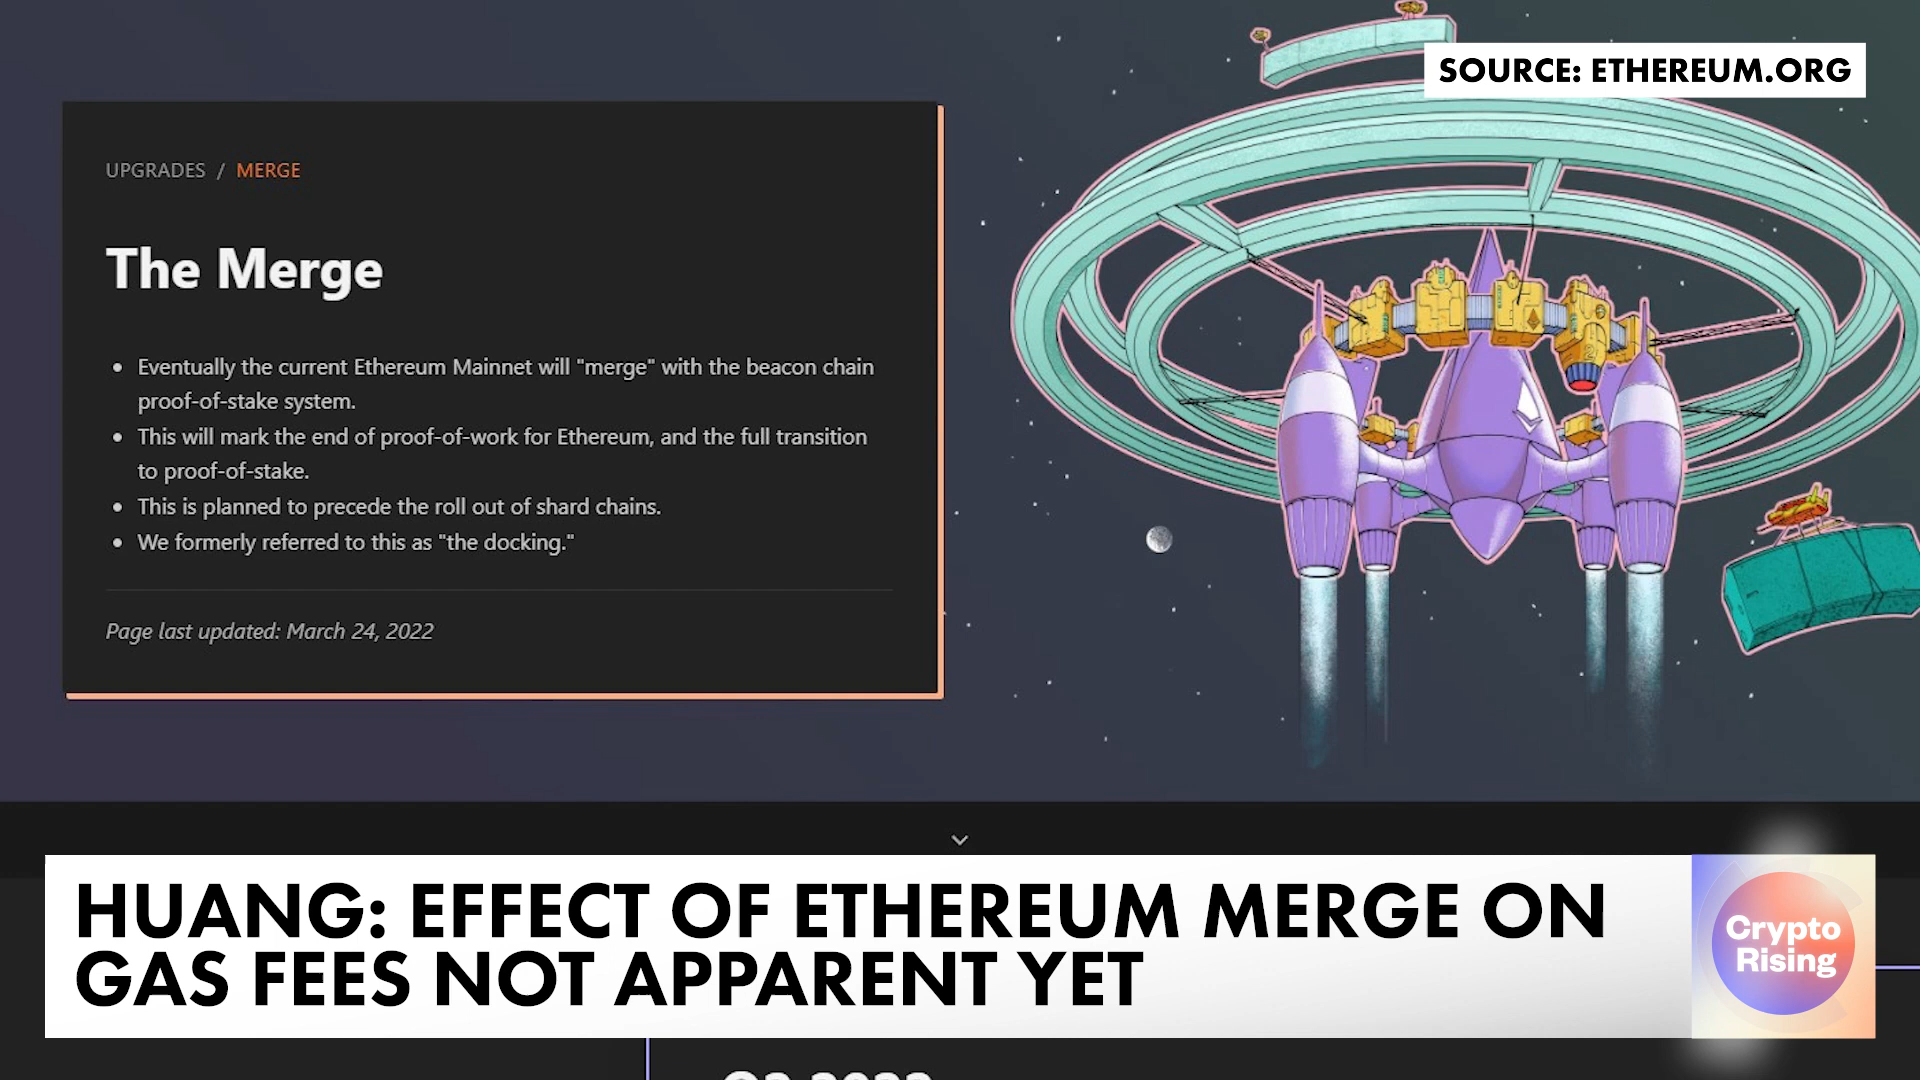 SOURCE: ETHEREUM.ORG
UPGRADES / MERGE
The Merge
• Eventually the current Ethereum Mainnet will "merge" with the beacon chain
proof-of-stake system.
• This will mark the end of proof-of-work for Ethereum, and the full transition
to proof-of-stake.
• This is planned to precede the roll out of shard chains.
• We formerly referred to this as "the docking."
Page last updated: March 24, 2022
HUANG: EFFECT OF ETHEREUM MERGE ON
GAS FEES NOT APPARENT YET
Crypto
Rising